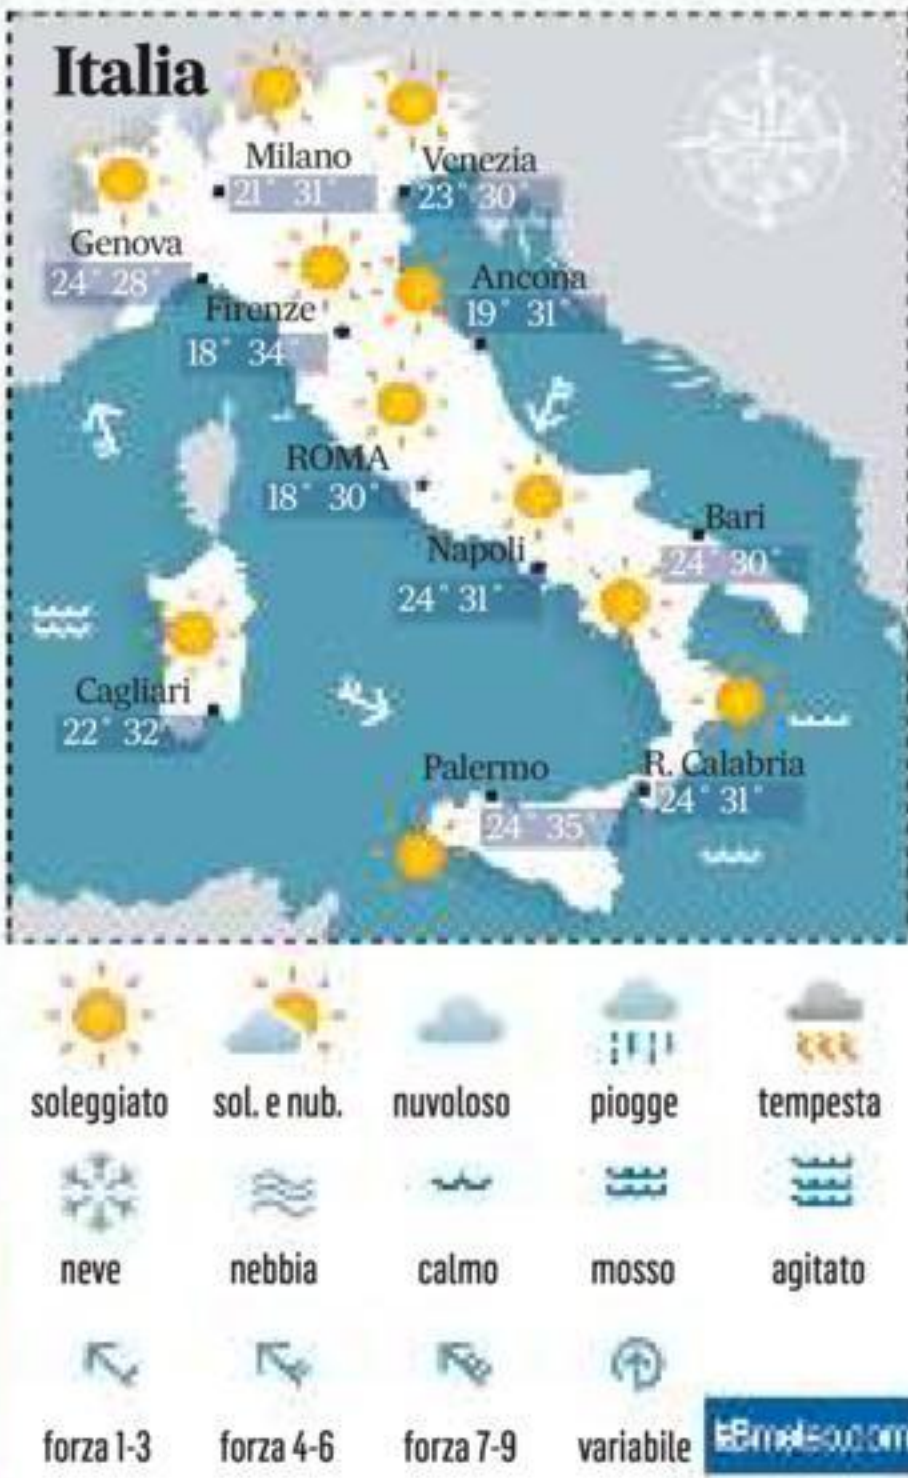 Italia
Milano
21° 31°
Venezia
23° 30°
Genova
24° 28°
Firenze
18° 34°
Ancona
19° 31°
ROMA
18° 30°
Bari
24° 30°
Napoli
24° 31°
Cagliari
22° 32°
Palermo
24° 35°
R. Calabria
24° 31°
soleggiato sol. e nub. nuvoloso piogge tempesta
neve nebbia calmo mosso agitato
forza 1-3 forza 4-6 forza 7-9 variabile